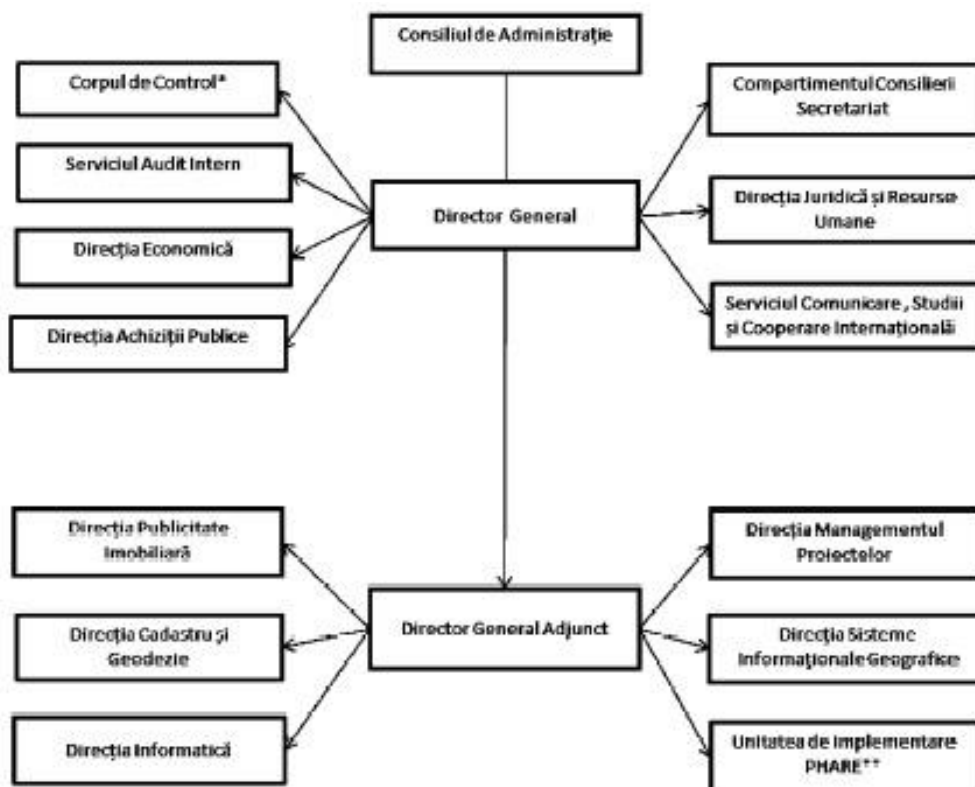 Consiliul de Administrație
Corpul de Control*
Compartimentul Consilierii
Secretariat
Serviciul Audit Intern
Director General
Direcția Juridică și Resurse
Umane
Direcția Economică
Serviciul Comunicare, Studii
și Cooperare Internațională
Direcția Achiziții Publice
Direcția Publicitate
Imobiliară
Direcția Managementul
Proiectelor
Direcția Cadastru și
Geodezie
Director General Adjunct
Direcția Sisteme
Informaționale Geografice
Direcția Informatică
Unitatea de Implementare
PHARE**